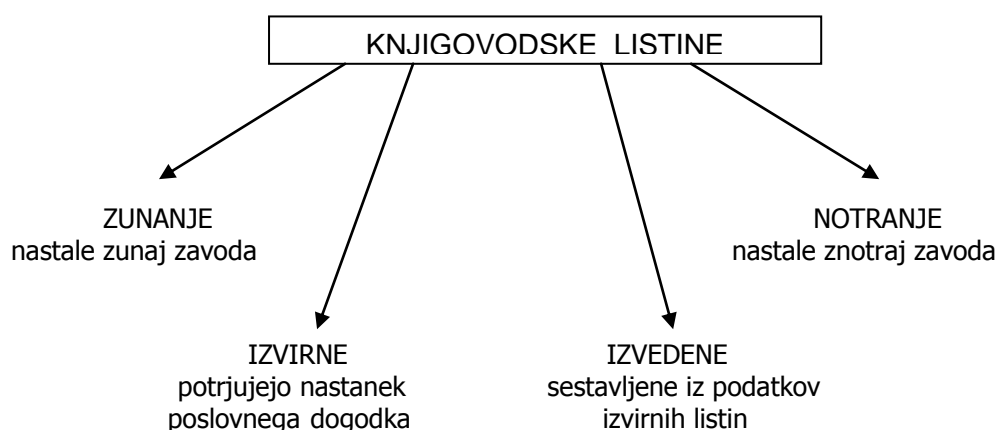 KNJIGOVODSKE LISTINE
ZUNANJE
nastale zunaj zavoda
NOTRANJE
nastale znotraj zavoda
IZVIRNE
potrjujejo nastanek
poslovnega dogodka
IZVEDENE
sestavljene iz podatkov
izvirnih listin